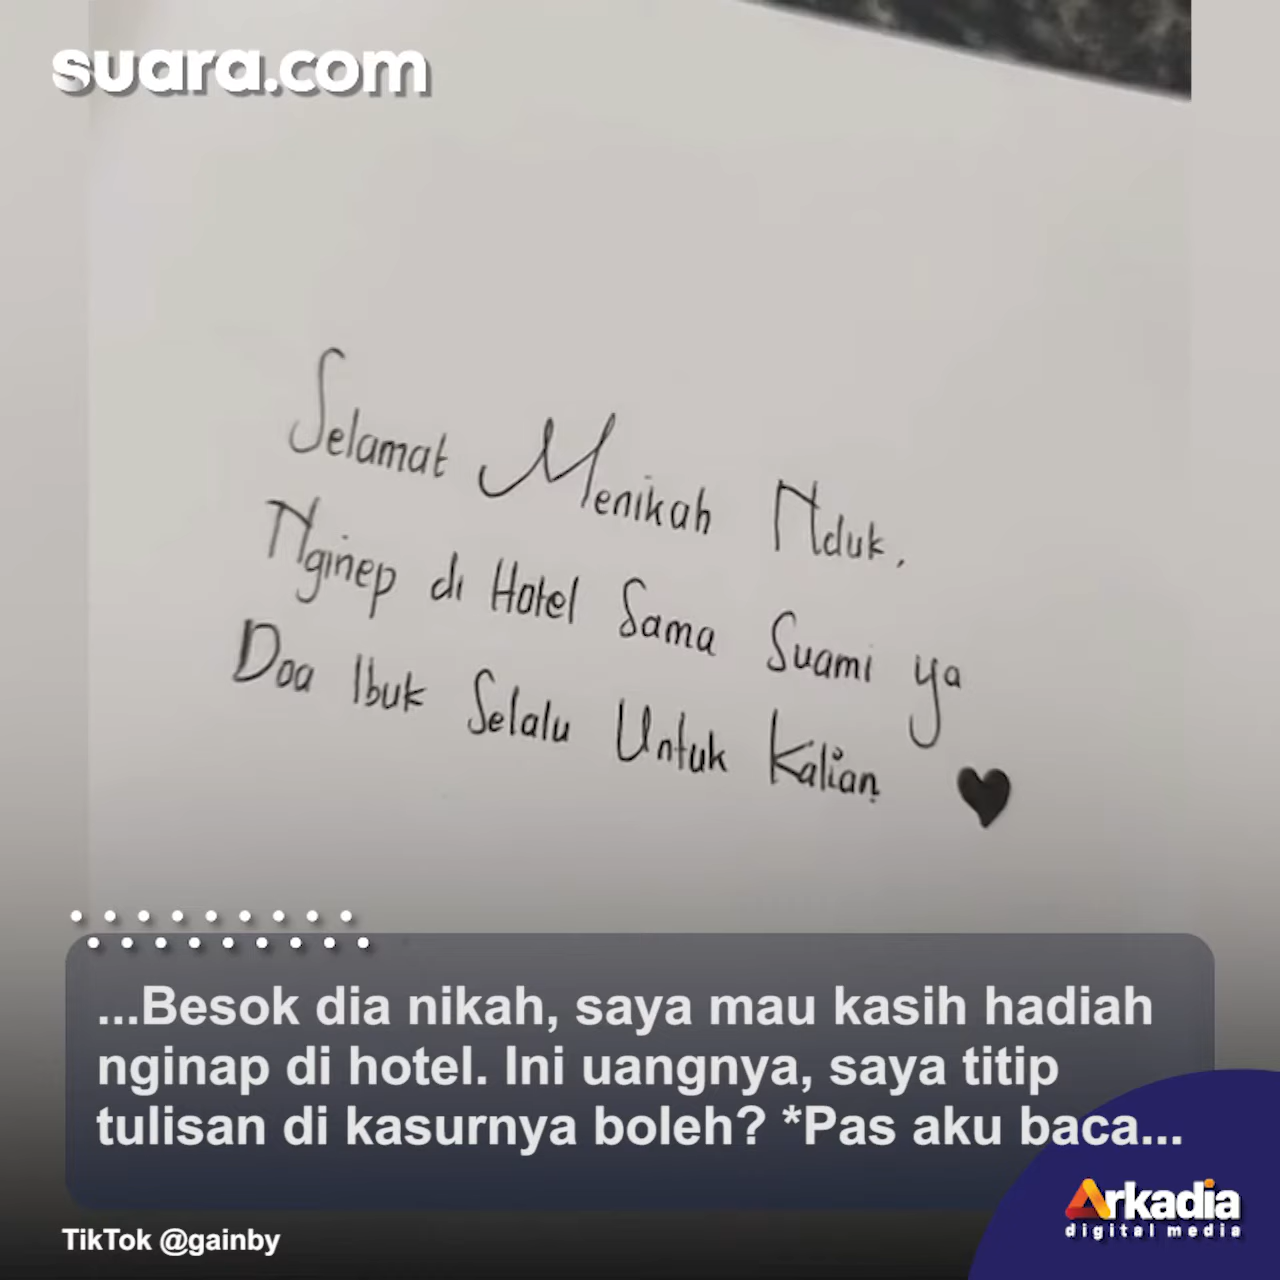 suara.com
Selamat Menikah Nduk,
Nginep di Hotel Sama Suami ya
Doa Ibuk Selalu Untuk Kalian
...Besok dia nikah, saya mau kasih hadiah
nginap di hotel. Ini uangnya, saya titip
tulisan di kasurnya boleh? *Pas aku baca...
TikTok @gainby
Arkadia
digital media